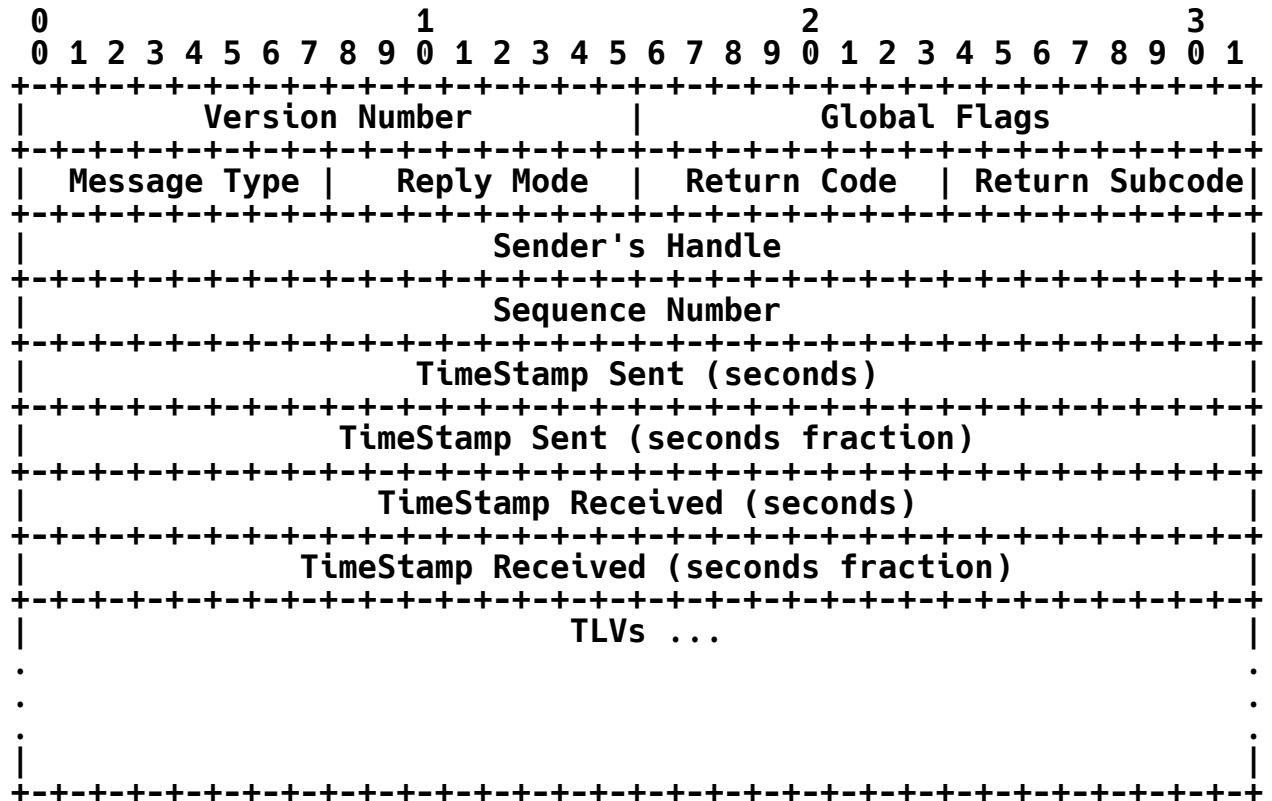 0                   1                   2                   3
 0 1 2 3 4 5 6 7 8 9 0 1 2 3 4 5 6 7 8 9 0 1 2 3 4 5 6 7 8 9 0 1
+-+-+-+-+-+-+-+-+-+-+-+-+-+-+-+-+-+-+-+-+-+-+-+-+-+-+-+-+-+-+-+-+
|         Version Number        |         Global Flags          |
+-+-+-+-+-+-+-+-+-+-+-+-+-+-+-+-+-+-+-+-+-+-+-+-+-+-+-+-+-+-+-+-+
|  Message Type |   Reply Mode  |  Return Code  | Return Subcode|
+-+-+-+-+-+-+-+-+-+-+-+-+-+-+-+-+-+-+-+-+-+-+-+-+-+-+-+-+-+-+-+-+
|                        Sender's Handle                        |
+-+-+-+-+-+-+-+-+-+-+-+-+-+-+-+-+-+-+-+-+-+-+-+-+-+-+-+-+-+-+-+-+
|                        Sequence Number                        |
+-+-+-+-+-+-+-+-+-+-+-+-+-+-+-+-+-+-+-+-+-+-+-+-+-+-+-+-+-+-+-+-+
|                    TimeStamp Sent (seconds)                   |
+-+-+-+-+-+-+-+-+-+-+-+-+-+-+-+-+-+-+-+-+-+-+-+-+-+-+-+-+-+-+-+-+
|                TimeStamp Sent (seconds fraction)              |
+-+-+-+-+-+-+-+-+-+-+-+-+-+-+-+-+-+-+-+-+-+-+-+-+-+-+-+-+-+-+-+-+
|                  TimeStamp Received (seconds)                 |
+-+-+-+-+-+-+-+-+-+-+-+-+-+-+-+-+-+-+-+-+-+-+-+-+-+-+-+-+-+-+-+-+
|              TimeStamp Received (seconds fraction)            |
+-+-+-+-+-+-+-+-+-+-+-+-+-+-+-+-+-+-+-+-+-+-+-+-+-+-+-+-+-+-+-+-+
|                            TLVs ...                           |
.                                                               .
.                                                               .
.                                                               .
|                                                               |
+-+-+-+-+-+-+-+-+-+-+-+-+-+-+-+-+-+-+-+-+-+-+-+-+-+-+-+-+-+-+-+-+